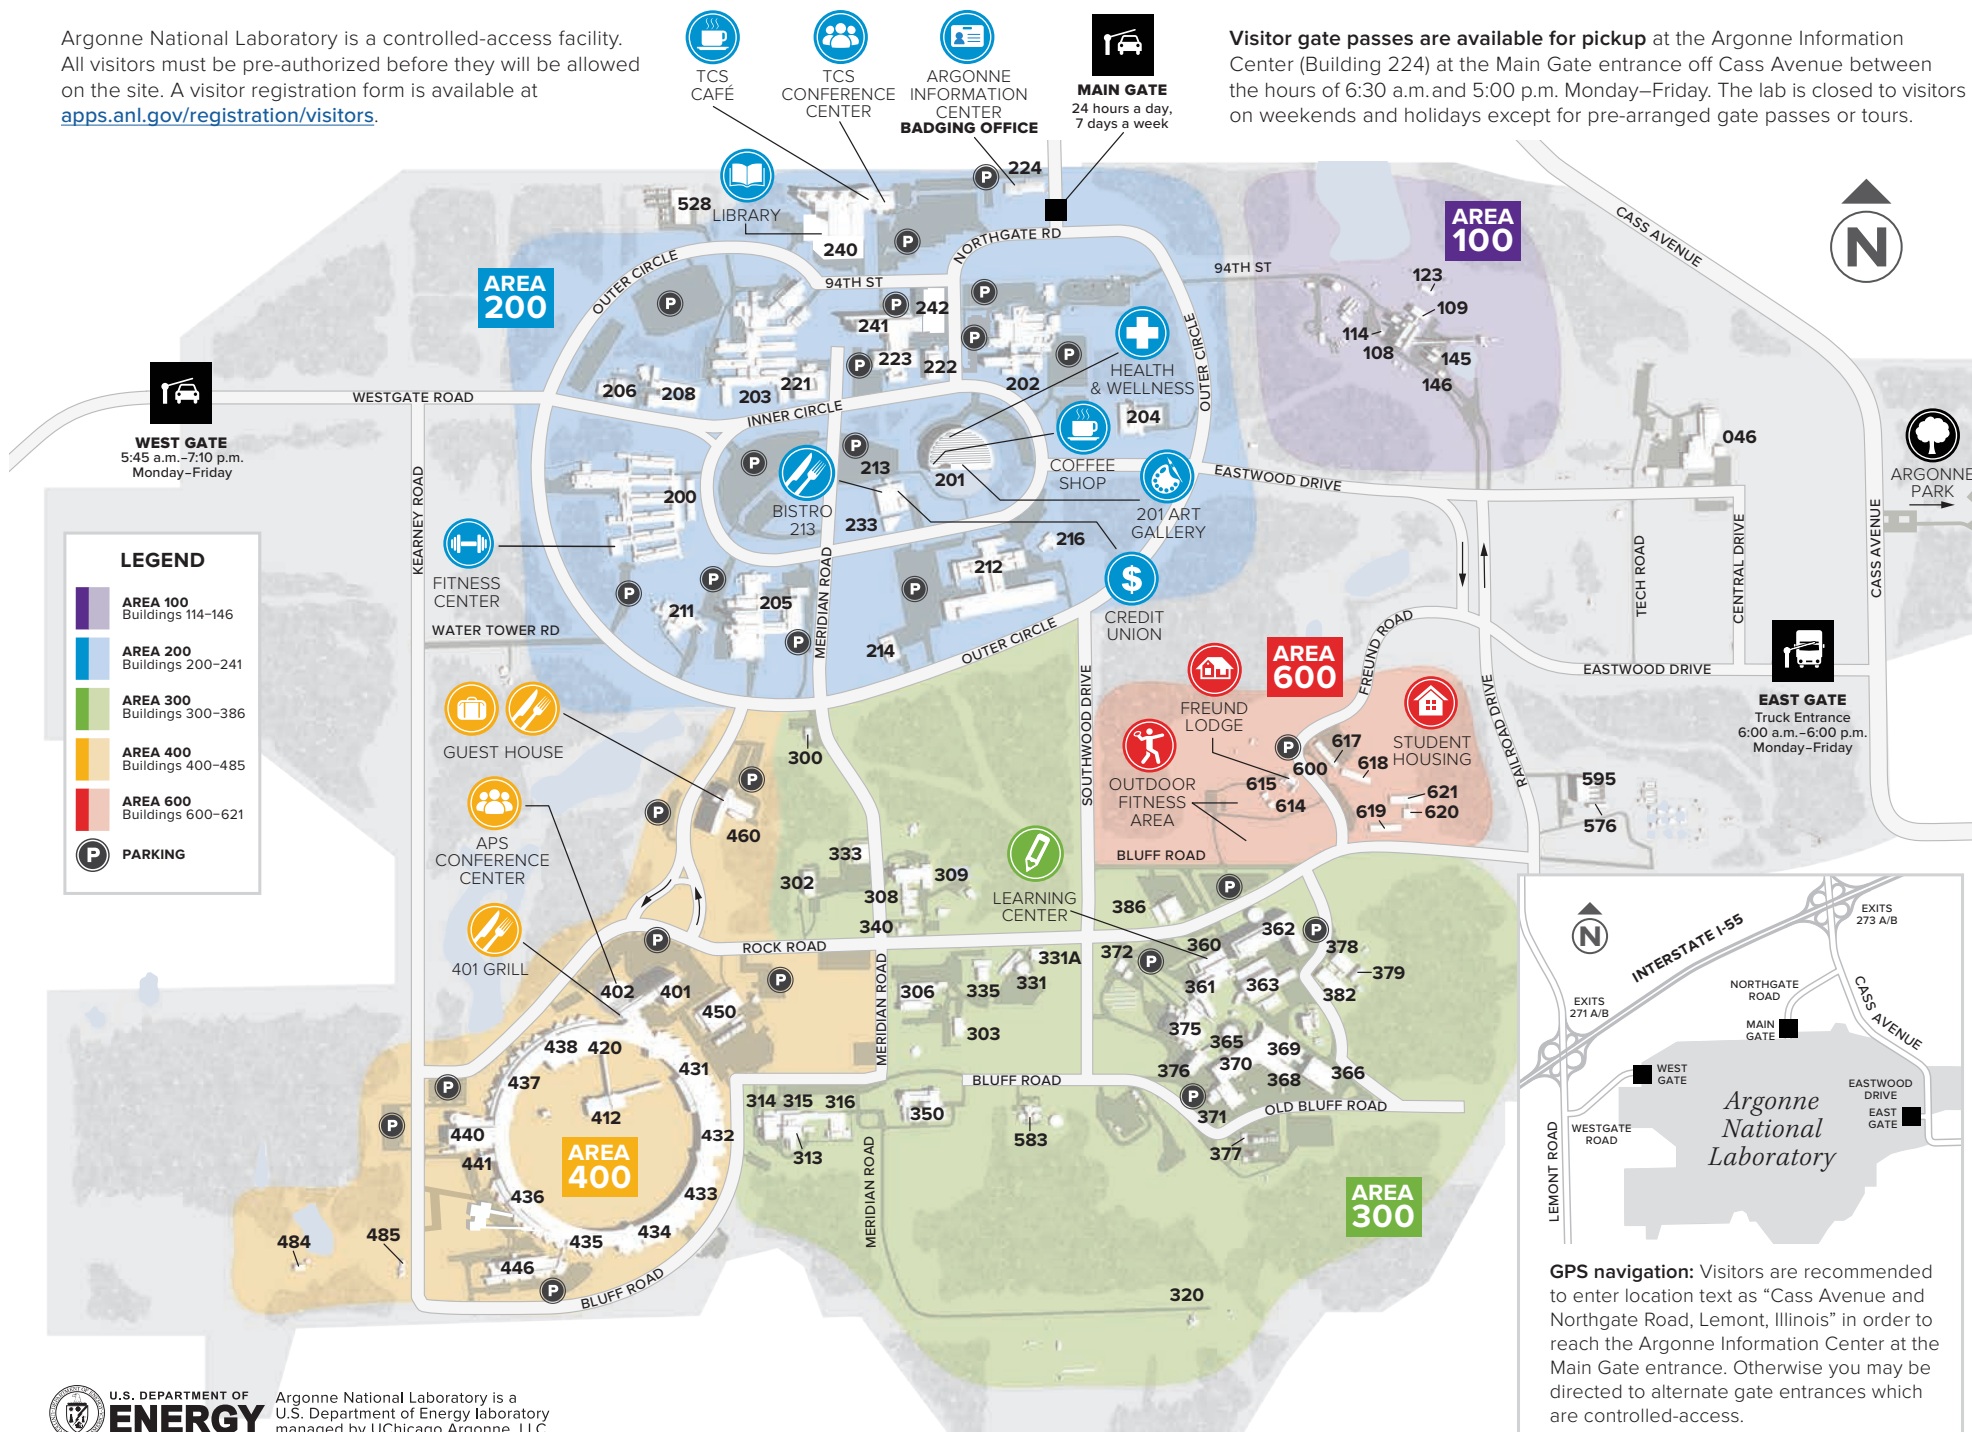 Argonne National Laboratory is a controlled-access facility.
All visitors must be pre-authorized before they will be allowed
on the site. A visitor registration form is available at
apps.anl.gov/registration/visitors.
TCS
CAFÉ
TCS
CONFERENCE
CENTER
ARGONNE
INFORMATION
CENTER
BADGING OFFICE
MAIN GATE
24 hours a day,
7 days a week
Visitor gate passes are available for pickup at the Argonne Information
Center (Building 224) at the Main Gate entrance off Cass Avenue between
the hours of 6:30 a.m. and 5:00 p.m. Monday–Friday. The lab is closed to visitors
on weekends and holidays except for pre-arranged gate passes or tours.
P
224
528
LIBRARY
240
P
NORTHGATE RD
AREA
100
CASS AVENUE
N
OUTER CIRCLE
AREA
200
94TH ST
94TH ST
123
P
P
242
P
109
241
P
114
108
OUTER CIRCLE
145
146
223
222
P
P
HEALTH
& WELLNESS
206
208
203
221
202
204
WESTGATE ROAD
INNER CIRCLE
WEST GATE
5:45 a.m.–7:10 p.m.
Monday–Friday
046
ARGONNE
PARK
P
P
213
201
COFFEE
SHOP
EASTWOOD DRIVE
KEARNEY ROAD
200
BISTRO
213
233
201 ART
GALLERY
216
212
FITNESS
CENTER
CASS AVENUE
TECH ROAD
CENTRAL DRIVE
LEGEND
AREA 100
Buildings 114–146
AREA 200
Buildings 200–241
AREA 300
Buildings 300–386
AREA 400
Buildings 400–485
AREA 600
Buildings 600–621
P
PARKING
P
P
211
205
P
MERIDIAN ROAD
P
WATER TOWER RD
214
OUTER CIRCLE
$
CREDIT
UNION
FREUND ROAD
AREA
600
EASTWOOD DRIVE
EAST GATE
Truck Entrance
6:00 a.m.–6:00 p.m.
Monday–Friday
GUEST HOUSE
300
SOUTHWOOD DRIVE
FREUND
LODGE
STUDENT
HOUSING
RAILROAD DRIVE
P
617
600
618
615
614
621
620
619
OUTDOOR
FITNESS
AREA
595
576
P
P
460
APS
CONFERENCE
CENTER
333
302
308
309
340
BLUFF ROAD
LEARNING
CENTER
386
P
401 GRILL
P
ROCK ROAD
P
362
P
378
379
360
372
P
331A
331
335
306
303
361
363
382
402
401
450
MERIDIAN ROAD
375
365
370
369
376
368
366
438
420
437
431
P
P
412
440
441
432
AREA
400
436
433
435
434
446
P
484
485
BLUFF ROAD
314
315
316
313
350
BLUFF ROAD
583
P
371
OLD BLUFF ROAD
377
MERIDIAN ROAD
AREA
300
320
N
INTERSTATE I-55
EXITS
273 A/B
EXITS
271 A/B
NORTHGATE
ROAD
MAIN
GATE
CASS AVENUE
WEST
GATE
WESTGATE
ROAD
LEMONT ROAD
EASTWOOD
DRIVE
EAST
GATE
Argonne
National
Laboratory
GPS navigation: Visitors are recommended
to enter location text as “Cass Avenue and
Northgate Road, Lemont, Illinois” in order to
reach the Argonne Information Center at the
Main Gate entrance. Otherwise you may be
directed to alternate gate entrances which
are controlled-access.
U.S. DEPARTMENT OF
ENERGY
Argonne National Laboratory is a
U.S. Department of Energy laboratory
managed by UChicago Argonne, LLC